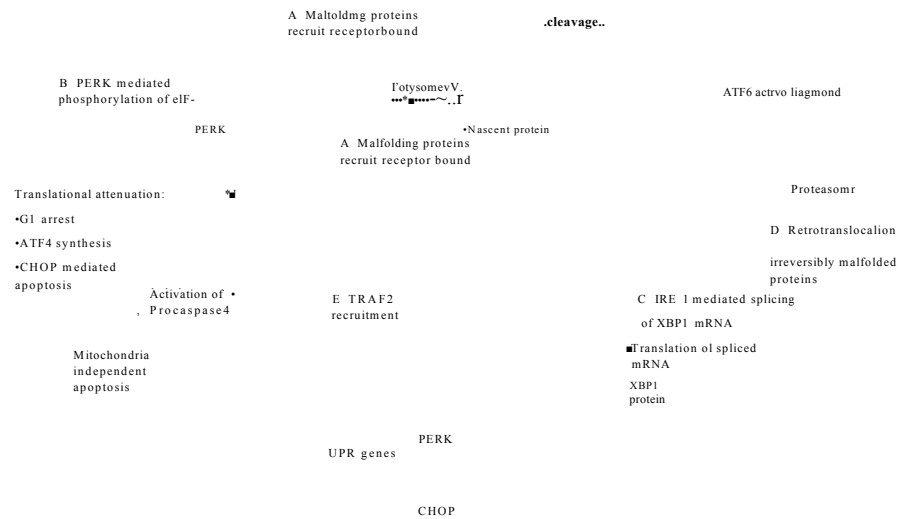 A Maltoldmg proteins
recruit receptorbound
.cleavage..
B PERK mediated
phosphorylation of elF-
I'otysomevV.
ATF6 actrvo liagmond
PERK
•Nascent protein
A Malfolding proteins
recruit receptor bound
Translational attenuation:
•G1 arrest
•ATF4 synthesis
•CHOP mediated
apoptosis
Proteasomr
D Retrotranslocalion
irreversibly malfolded
proteins
Activation of •
, Procaspase4
E TRAF2
recruitment
C IRE 1 mediated splicing
of XBP1 mRNA
■Translation ol spliced
mRNA
XBP1
protein
Mitochondria
independent
apoptosis
PERK
UPR genes
CHOP